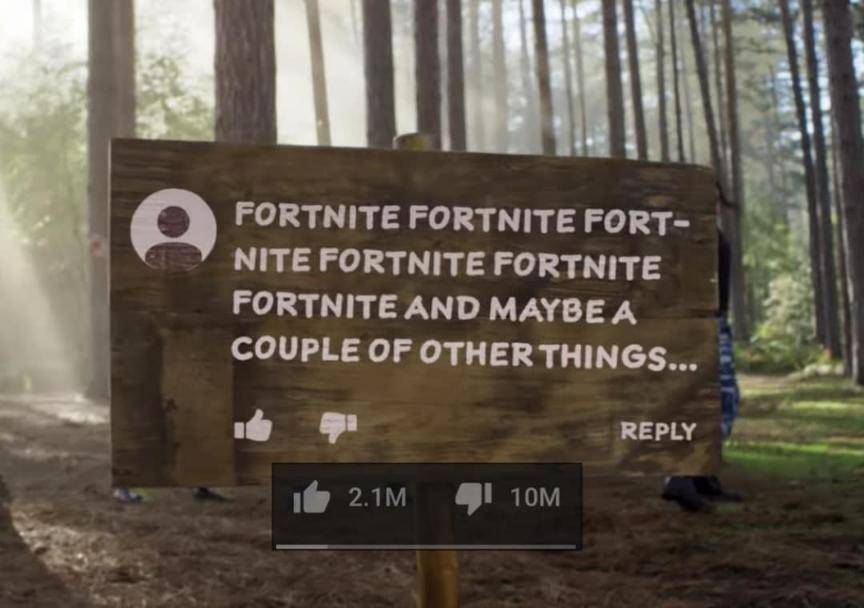 FORTNITE FORTNITE FORT-
NITE FORTNITE FORTNITE
FORTNITE AND MAYBE A
COUPLE OF OTHER THINGS...
REPLY
2.1M 10M